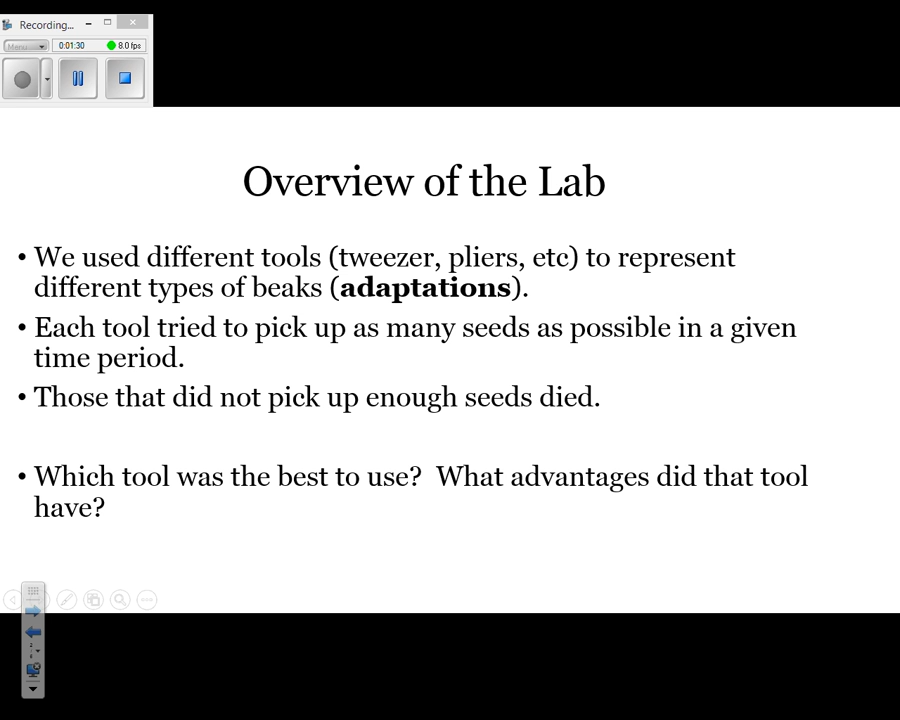 Recording...
Menu
0:01:30
8.0 fps
Overview of the Lab
• We used different tools (tweezer, pliers, etc) to represent
different types of beaks (adaptations).
• Each tool tried to pick up as many seeds as possible in a given
time period.
• Those that did not pick up enough seeds died.
• Which tool was the best to use?  What advantages did that tool
have?